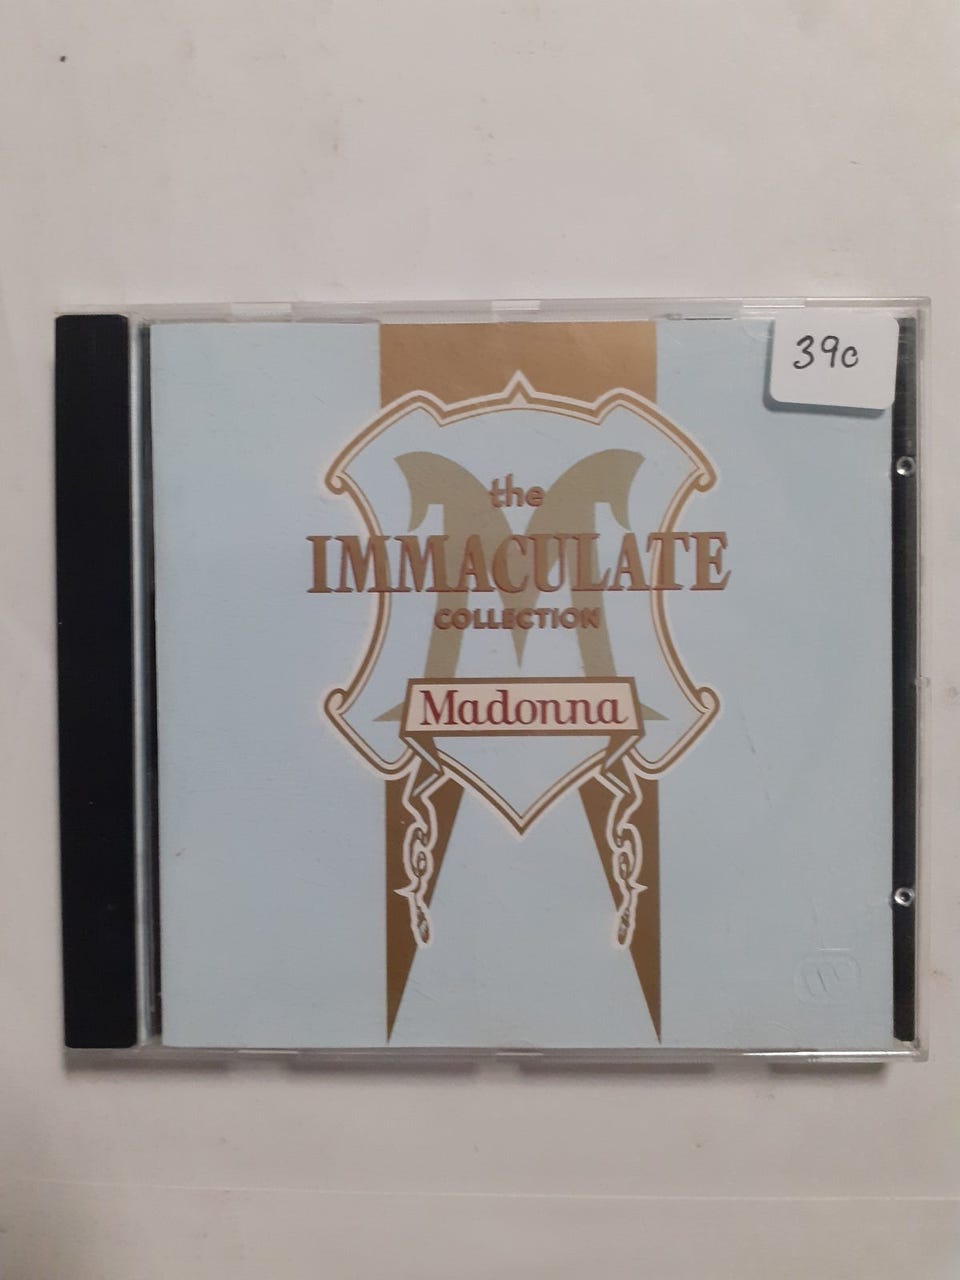 39c
the
IMMACULATE
COLLECTION
Madonna